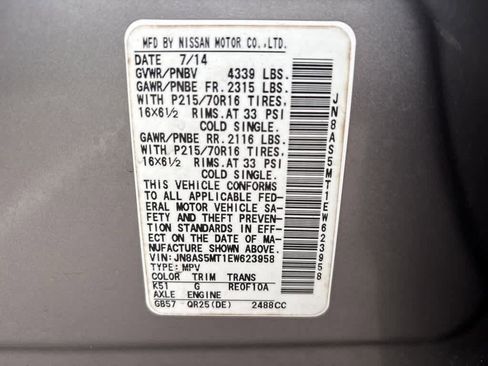 MFD BY NISSAN MOTOR CO.,LTD.
DATE 7/14
GVWR/PNBV 4339 LBS.
GAWR/PNBE FR. 2315 LBS.
WITH P215/70R16 TIRES,
16X6½ RIMS.AT 33 PSI
COLD SINGLE.
GAWR/PNBE RR. 2116 LBS.
WITH P215/70R16 TIRES,
16X6½ RIMS.AT 33 PSI
COLD SINGLE.
THIS VEHICLE CONFORMS
TO ALL APPLICABLE FED-
ERAL MOTOR VEHICLE SA-
FETY AND THEFT PREVEN-
TION STANDARDS IN EFF-
ECT ON THE DATE OF MA-
NUFACTURE SHOWN ABOVE.
VIN: JN8AS5MT1EW623958
TYPE: MPV
COLOR TRIM TRANS
K51 G RE0F10A
AXLE ENGINE
GB57 QR25(DE) 2488CC
JN8AS5MT1EW623958